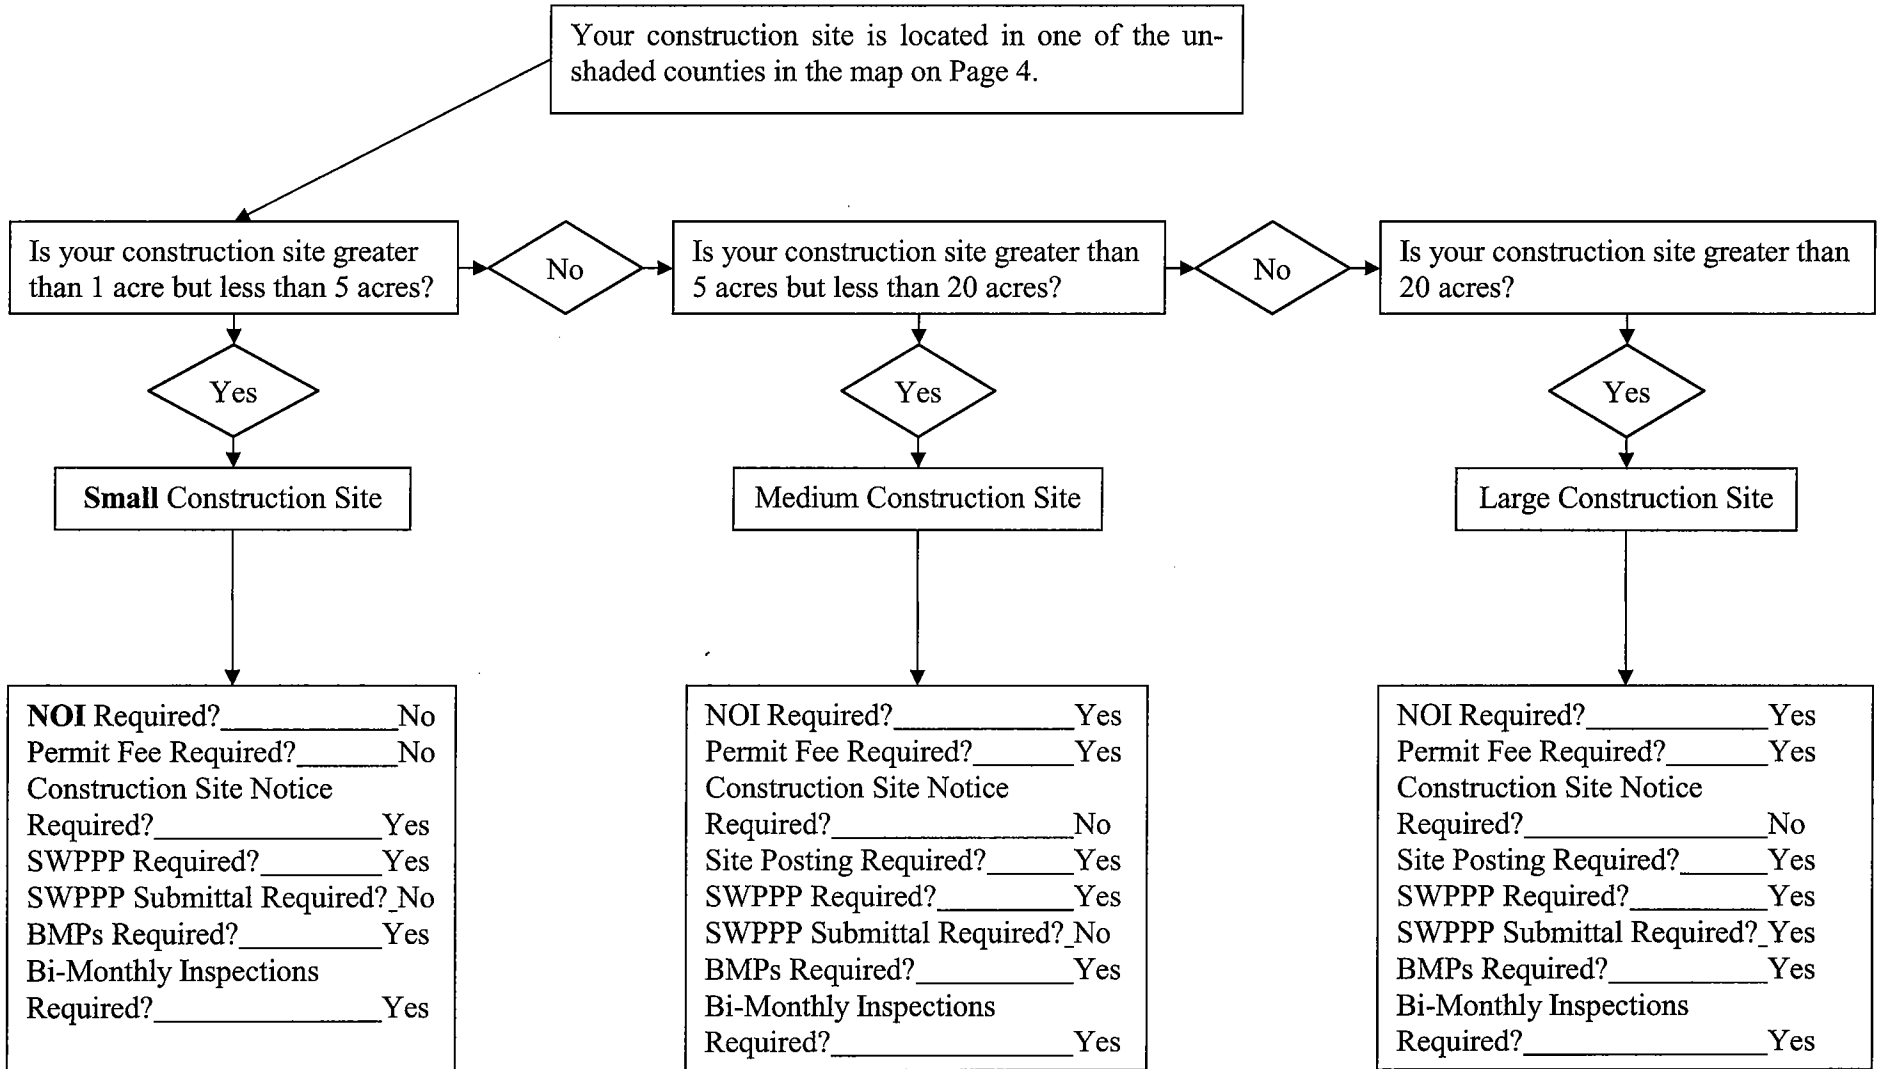 Your construction site is located in one of the un-
shaded counties in the map on Page 4.
Is your construction site greater
than 1 acre but less than 5 acres?
No
Is your construction site greater than
5 acres but less than 20 acres?
No
Is your construction site greater than
20 acres?
Yes
Yes
Yes
Small Construction Site
Medium Construction Site
Large Construction Site
NOI Required?____________No
Permit Fee Required?_______No
Construction Site Notice
Required?________________Yes
SWPPP Required?________Yes
SWPPP Submittal Required?_No
BMPs Required?__________Yes
Bi-Monthly Inspections
Required?________________Yes
NOI Required?____________Yes
Permit Fee Required?_______Yes
Construction Site Notice
Required?_________________No
Site Posting Required?______Yes
SWPPP Required?_________Yes
SWPPP Submittal Required?_No
BMPs Required?___________Yes
Bi-Monthly Inspections
Required?_________________Yes
NOI Required?____________Yes
Permit Fee Required?_______Yes
Construction Site Notice
Required?_________________No
Site Posting Required?______Yes
SWPPP Required?_________Yes
SWPPP Submittal Required?_Yes
BMPs Required?___________Yes
Bi-Monthly Inspections
Required?_________________Yes